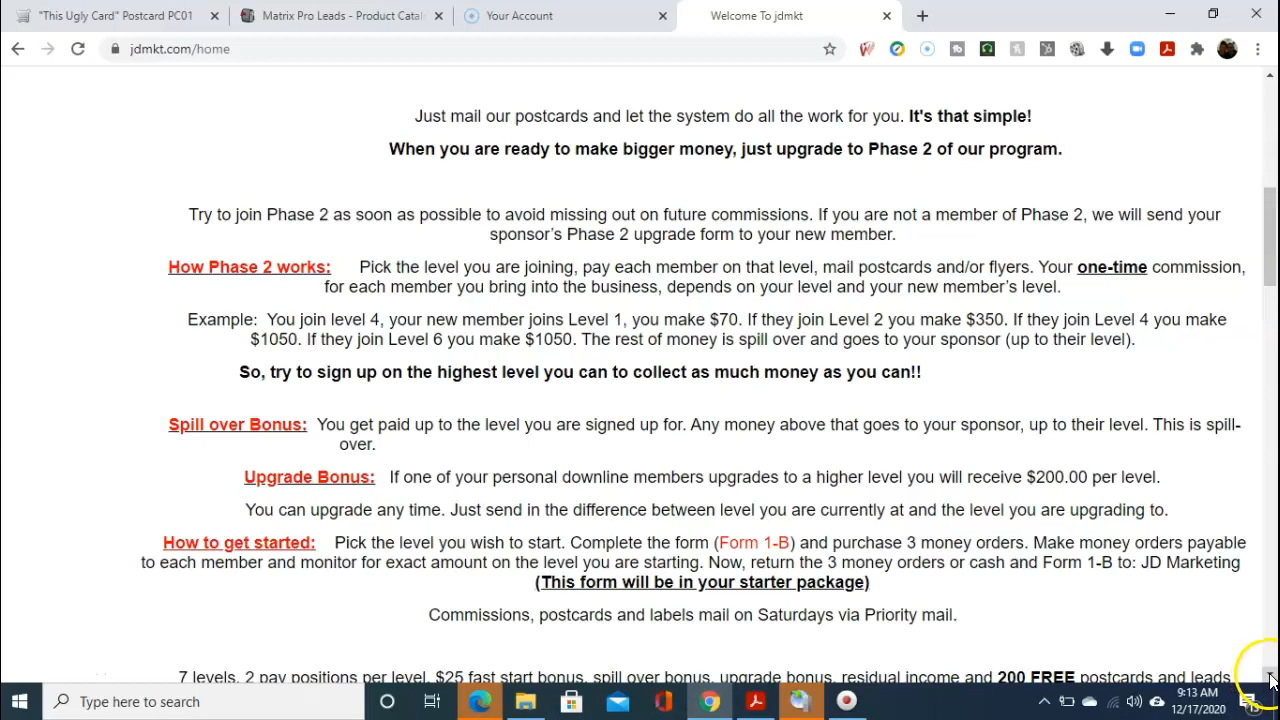 "This Ugly Card" Postcard PC01
Matrix Pro Leads - Product Catal
Your Account
Welcome To jdmkt
jdmkt.com/home
Just mail our postcards and let the system do all the work for you. It's that simple!
When you are ready to make bigger money, just upgrade to Phase 2 of our program.
Try to join Phase 2 as soon as possible to avoid missing out on future commissions. If you are not a member of Phase 2, we will send your
sponsor's Phase 2 upgrade form to your new member.
How Phase 2 works: Pick the level you are joining, pay each member on that level, mail postcards and/or flyers. Your one-time commission,
for each member you bring into the business, depends on your level and your new member's level.
Example: You join level 4, your new member joins Level 1, you make $70. If they join Level 2 you make $350. If they join Level 4 you make
$1050. If they join Level 6 you make $1050. The rest of money is spill over and goes to your sponsor (up to their level).
So, try to sign up on the highest level you can to collect as much money as you can!!
Spill over Bonus: You get paid up to the level you are signed up for. Any money above that goes to your sponsor, up to their level. This is spill-
over.
Upgrade Bonus: If one of your personal downline members upgrades to a higher level you will receive $200.00 per level.
You can upgrade any time. Just send in the difference between level you are currently at and the level you are upgrading to.
How to get started: Pick the level you wish to start. Complete the form (Form 1-B) and purchase 3 money orders. Make money orders payable
to each member and monitor for exact amount on the level you are starting. Now, return the 3 money orders or cash and Form 1-B to: JD Marketing
(This form will be in your starter package)
Commissions, postcards and labels mail on Saturdays via Priority mail.
7 levels, 2 pay positions per level, $25 fast start bonus, spill over bonus, upgrade bonus, residual income and 200 FREE postcards and leads
Type here to search
9:13 AM
12/17/2020